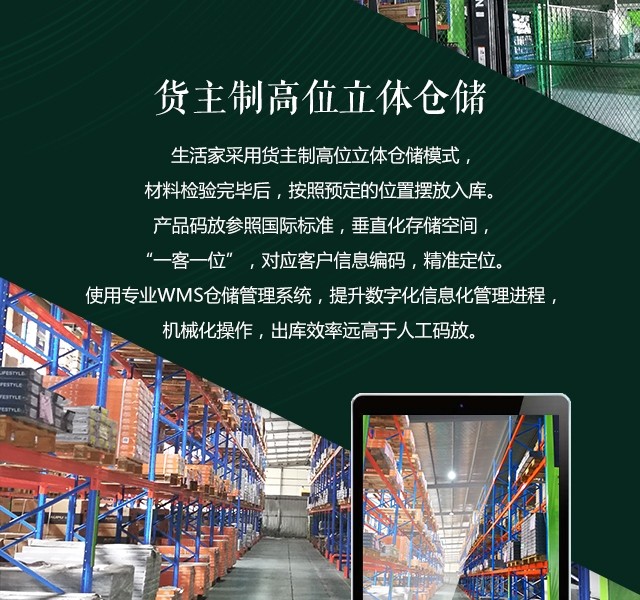 货主制高位立体仓储
生活家采用货主制高位立体仓储模式，
材料检验完毕后，按照预定的位置摆放入库。
产品码放参照国际标准，垂直化存储空间，
“一客一位”，对应客户信息编码，精准定位。
使用专业WMS仓储管理系统，提升数字化信息化管理进程，
机械化操作，出库效率远高于人工码放。
LIFESTYLE
LIFESTYLE